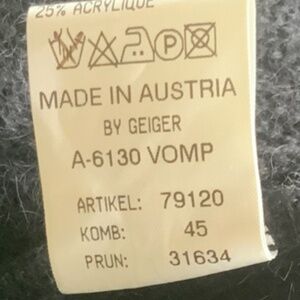 25% ACRYLIQUE
P
MADE IN AUSTRIA
BY GEIGER
A-6130 VOMP
ARTIKEL: 79120
KOMB: 45
PRUN: 31634